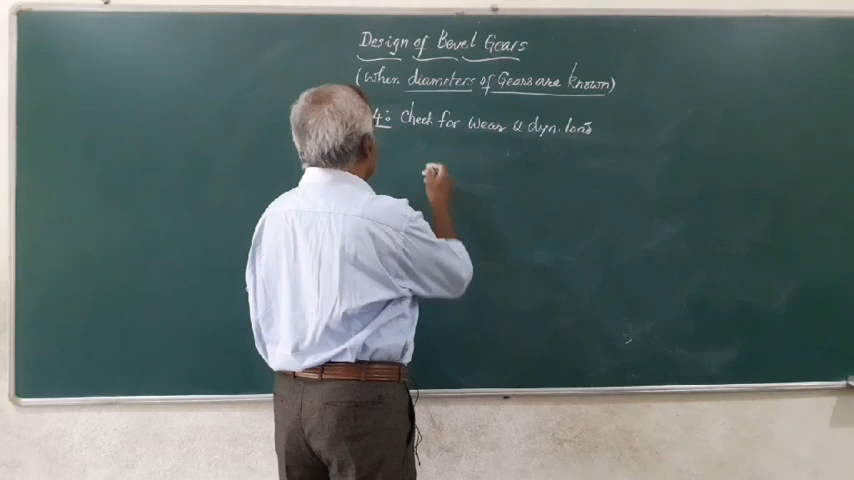 Design of Bevel Gears
(When diameters of Gears are known)
4: Check for Wear & dyn. load